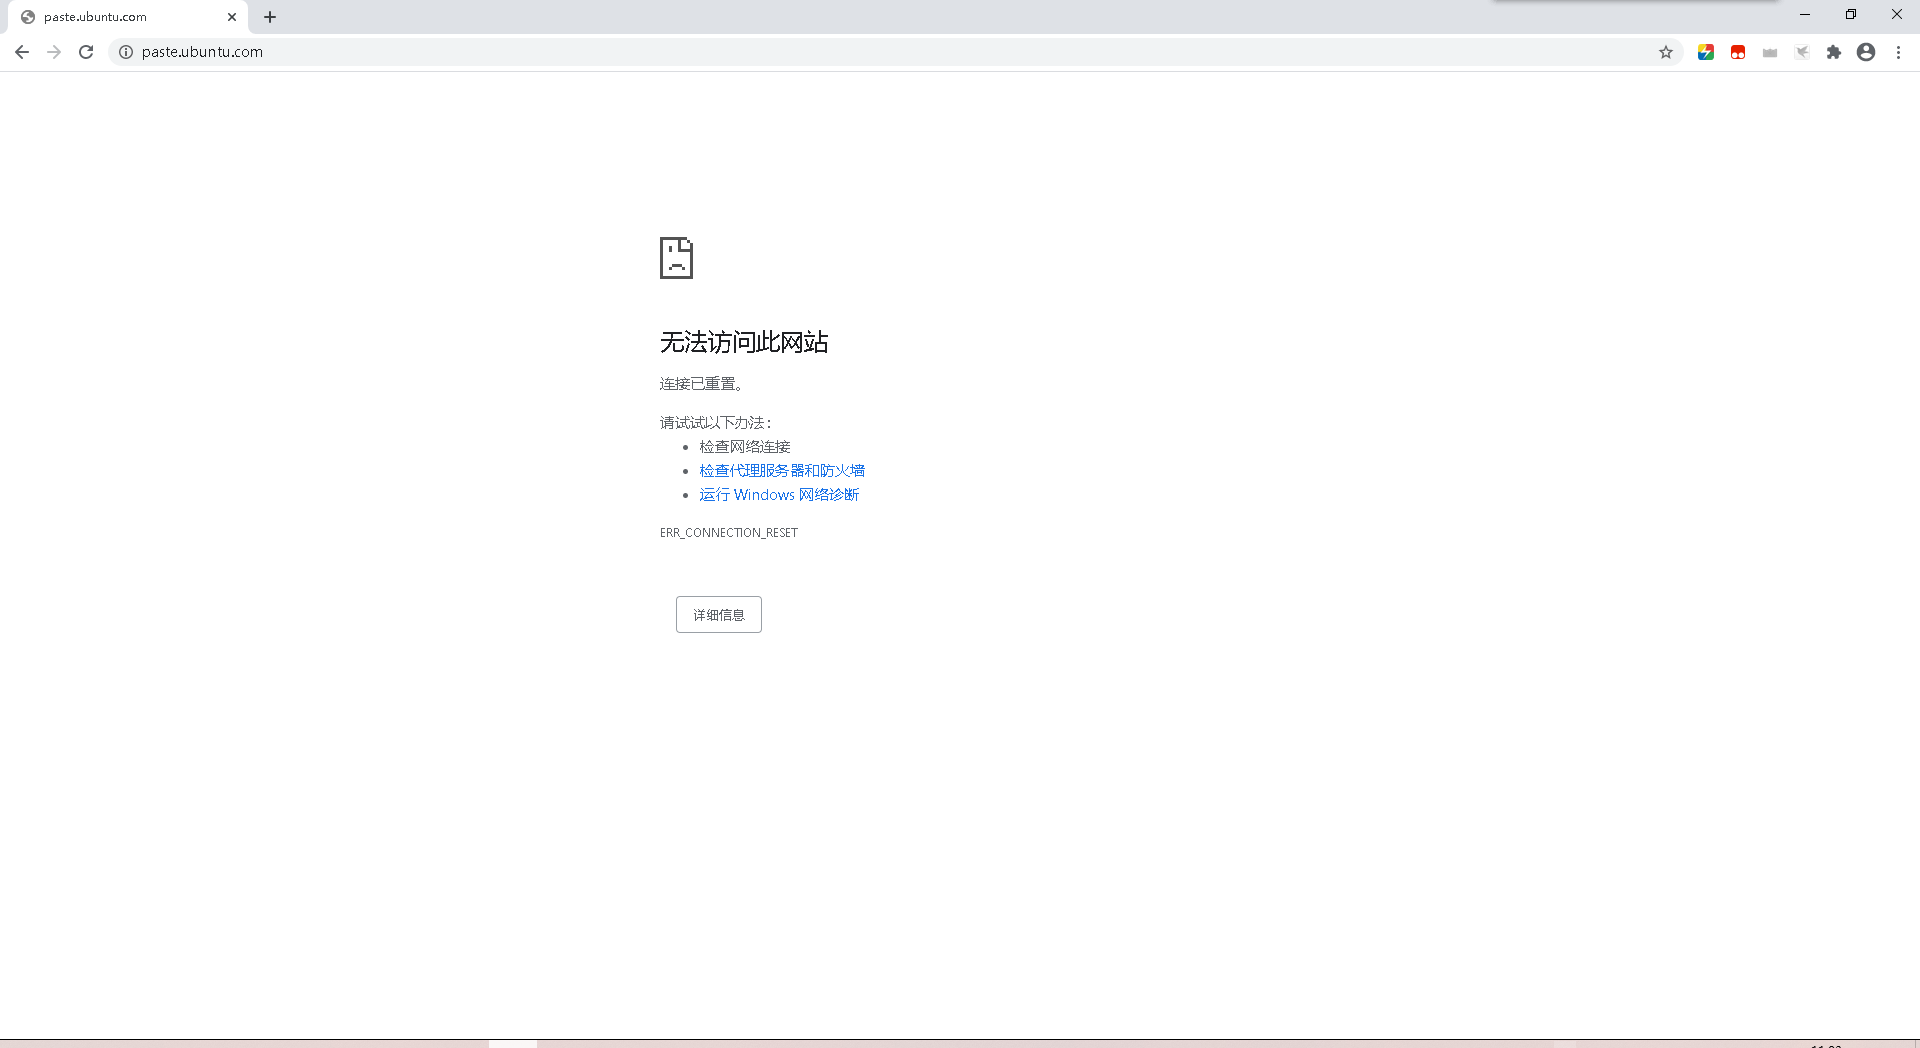 paste.ubuntu.com
paste.ubuntu.com
无法访问此网站
连接已重置。
请试试以下办法：
检查网络连接
检查代理服务器和防火墙
运行 Windows 网络诊断
ERR_CONNECTION_RESET
详细信息